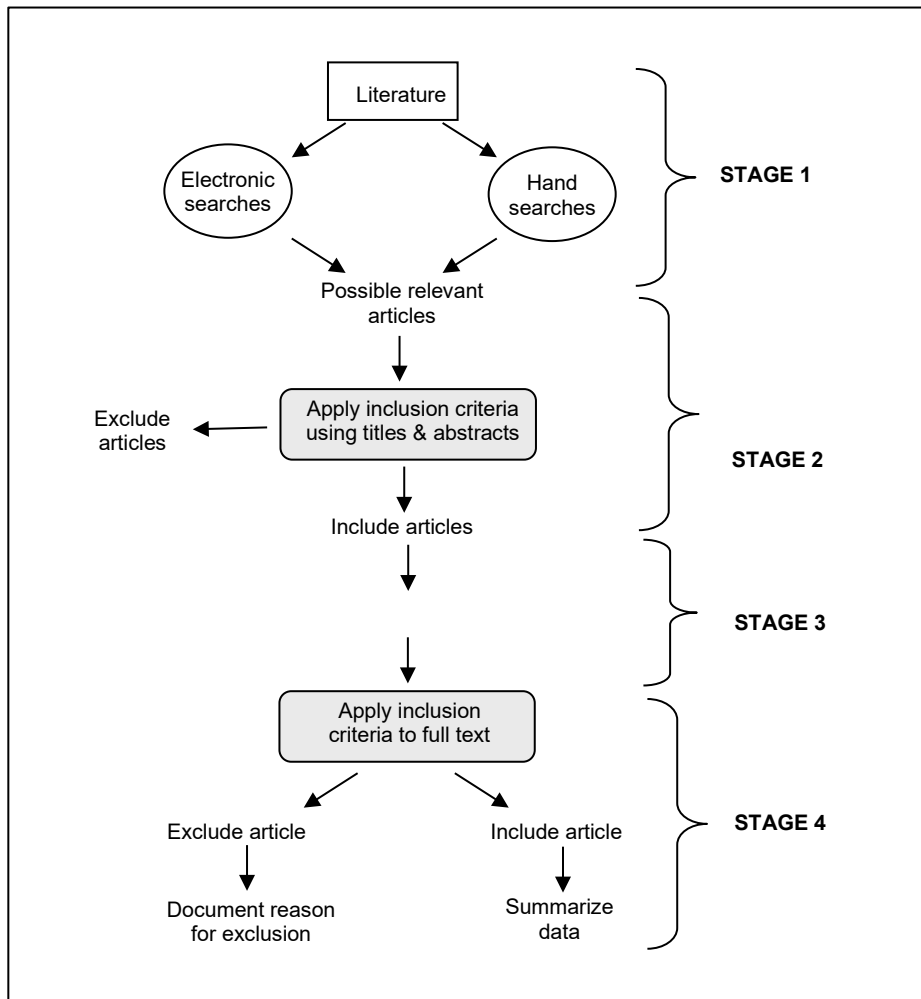 Literature
Electronic
searches
Hand
searches
STAGE 1
Possible relevant
articles
Exclude
articles
Apply inclusion criteria
using titles & abstracts
STAGE 2
Include articles
STAGE 3
Apply inclusion
criteria to full text
Exclude article
Include article
STAGE 4
Document reason
for exclusion
Summarize
data